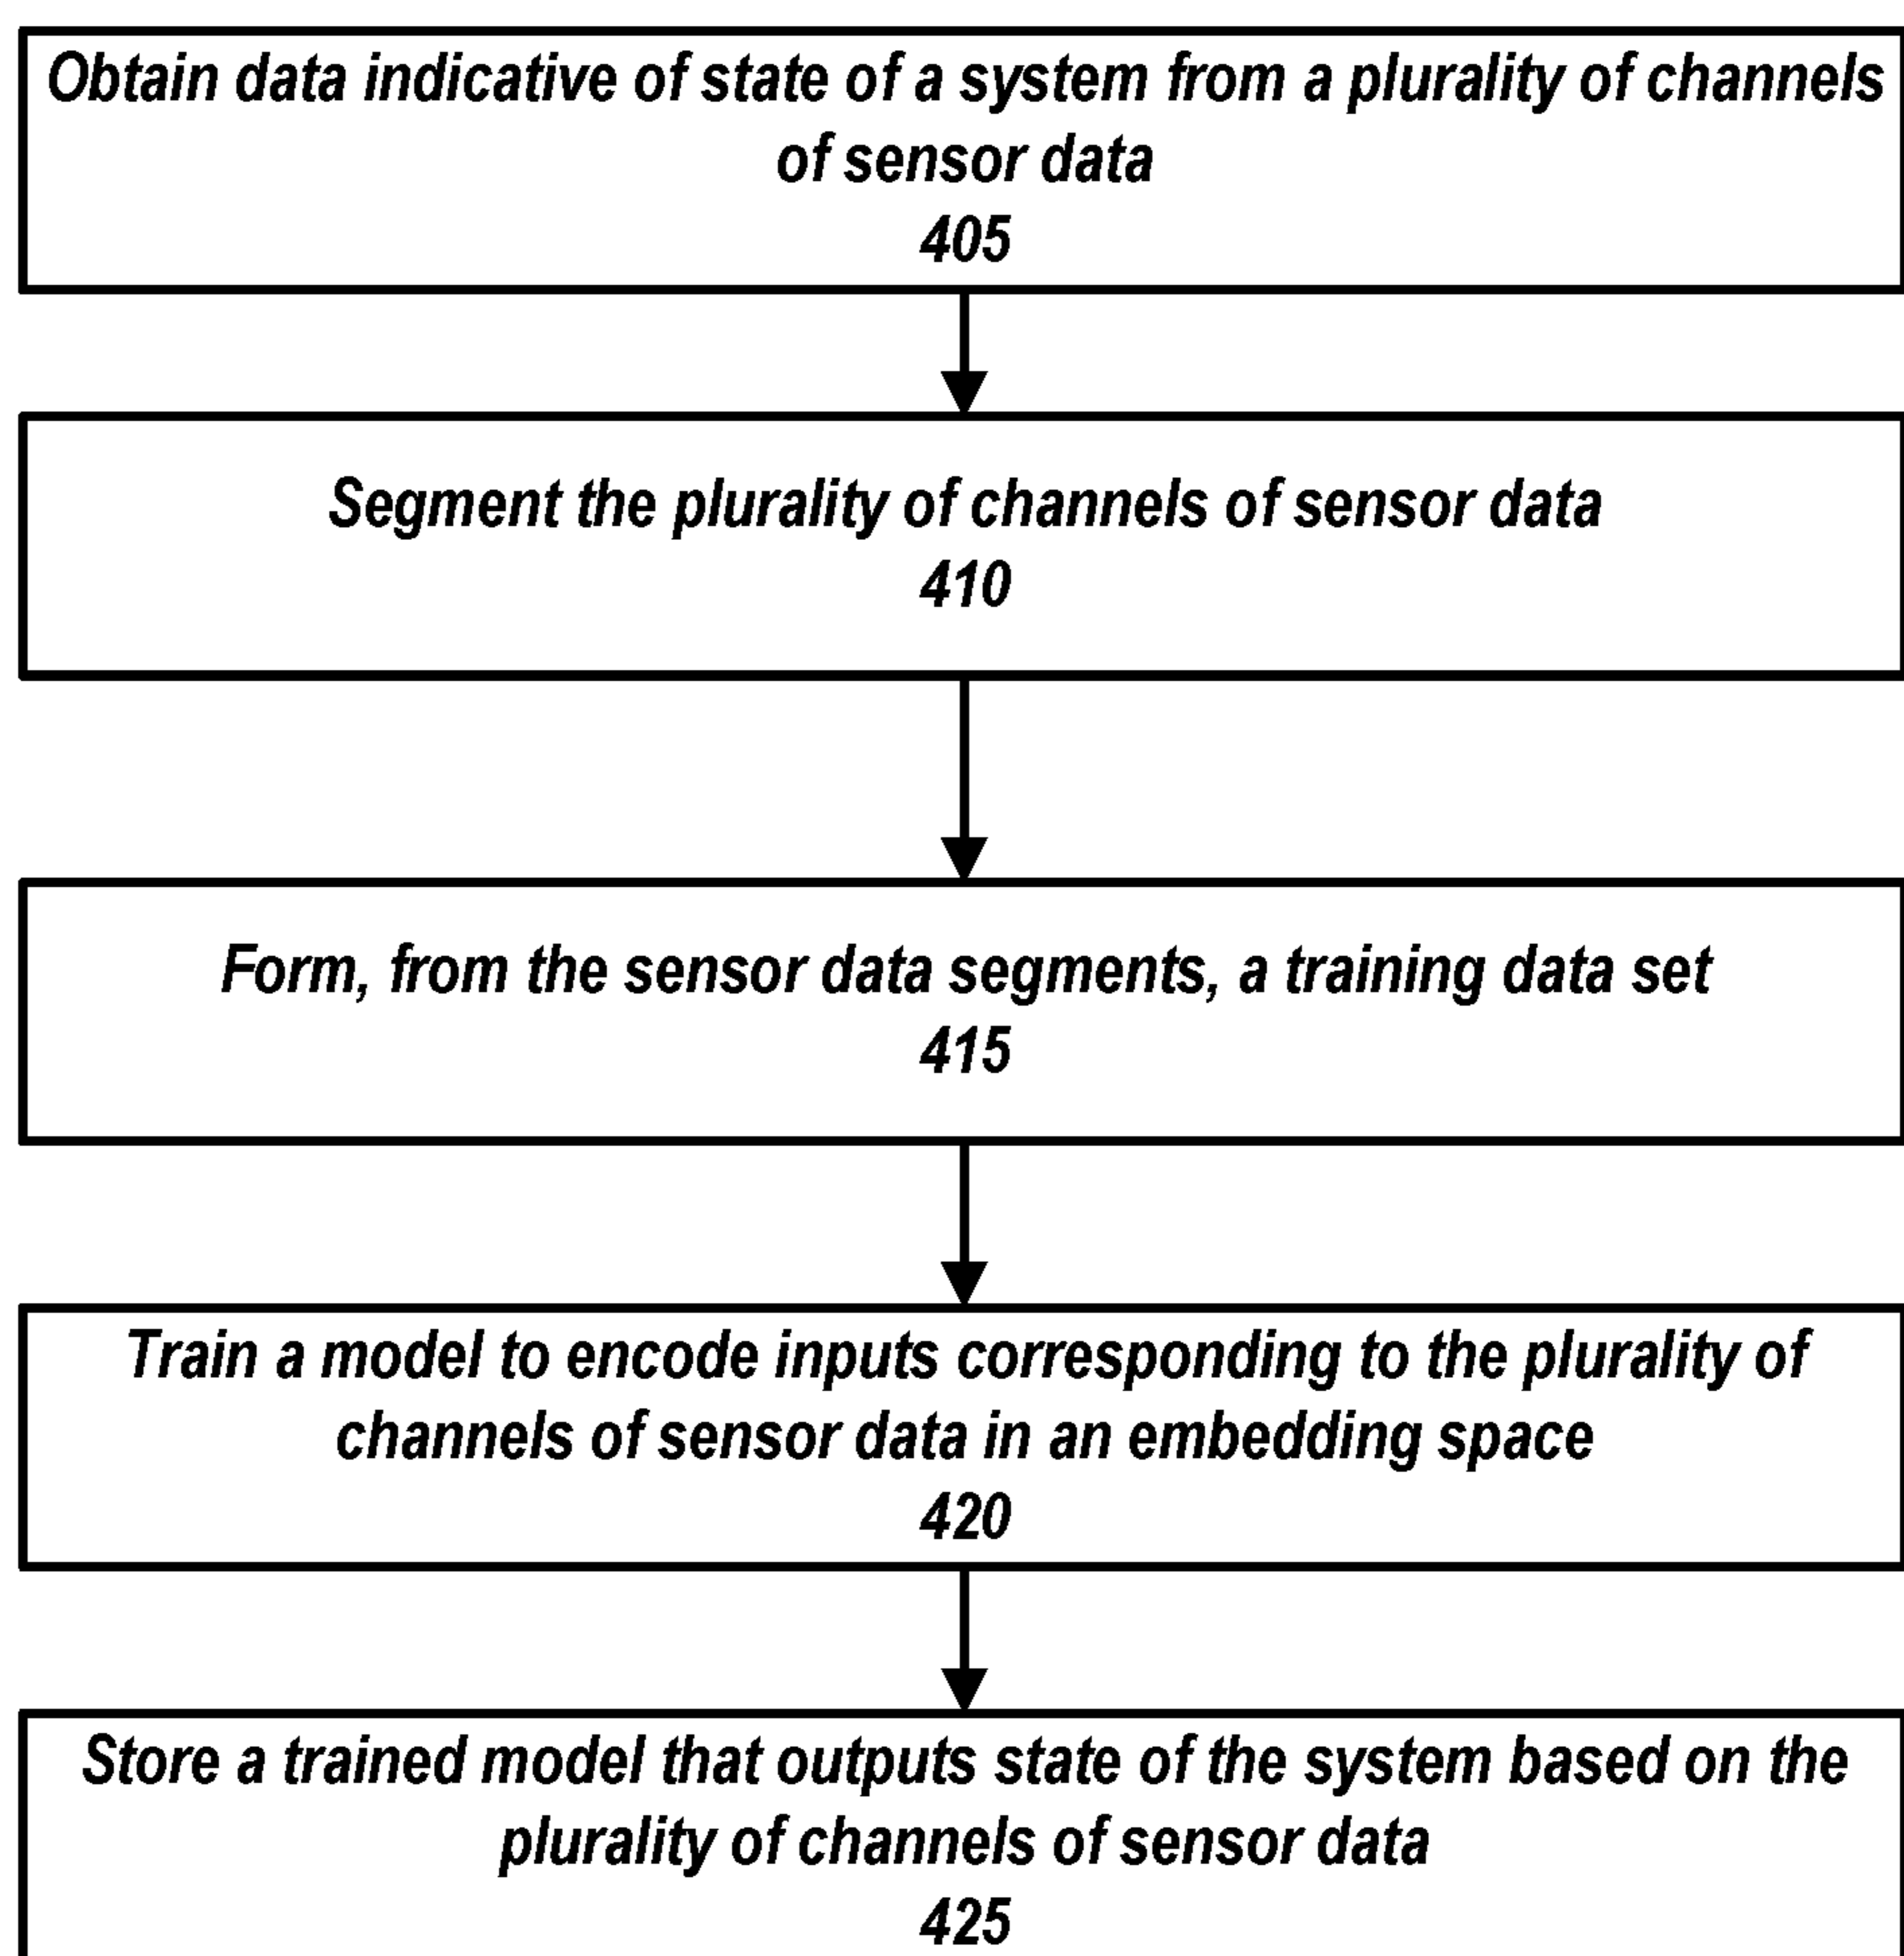 Obtain data indicative of state of a system from a plurality of channels
of sensor data
405
Segment the plurality of channels of sensor data
410
Form, from the sensor data segments, a training data set
415
Train a model to encode inputs corresponding to the plurality of
channels of sensor data in an embedding space
420
Store a trained model that outputs state of the system based on the
plurality of channels of sensor data
425